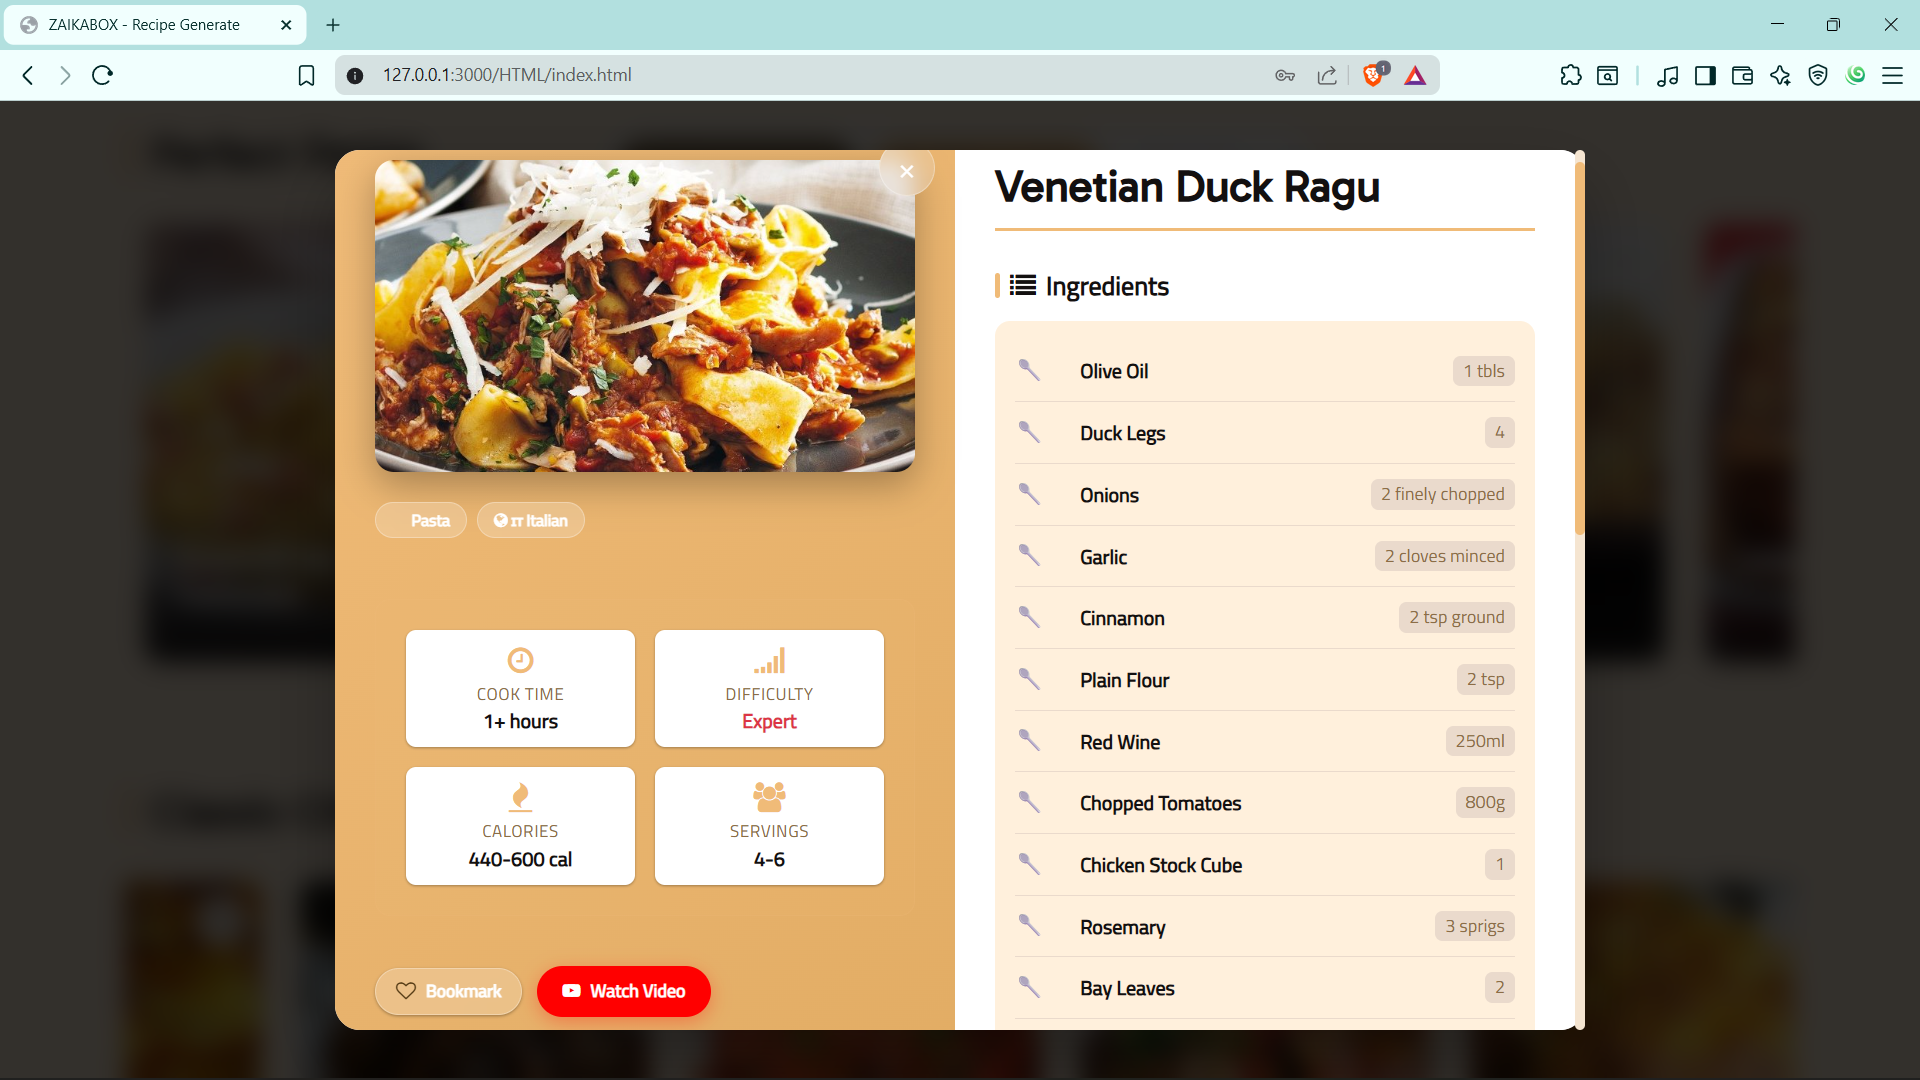 ZAIKABOX - Recipe Generate
127.0.0.1:3000/HTML/index.html
1
Venetian Duck Ragu
Pasta
IT Italian
COOK TIME
1+ hours
DIFFICULTY
Expert
CALORIES
440-600 cal
SERVINGS
4-6
Bookmark
Watch Video
Ingredients
Olive Oil 1 tbls
Duck Legs 4
Onions 2 finely chopped
Garlic 2 cloves minced
Cinnamon 2 tsp ground
Plain Flour 2 tsp
Red Wine 250ml
Chopped Tomatoes 800g
Chicken Stock Cube 1
Rosemary 3 sprigs
Bay Leaves 2